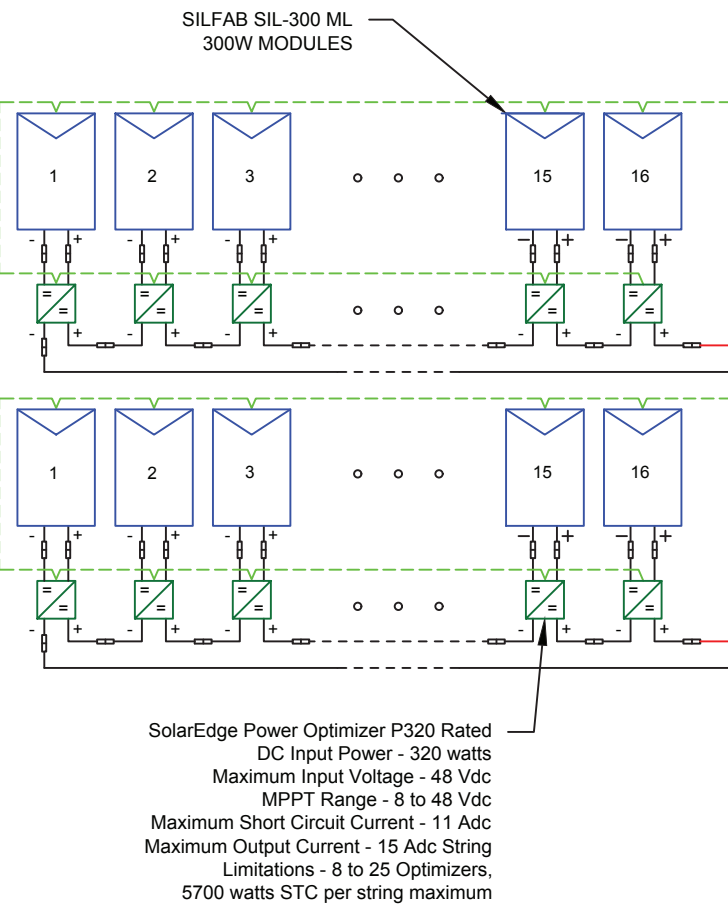 SILFAB SIL-300 ML
300W MODULES
1 2 3 15 16
- + - + - + − + − +
= = = = =
= = = = =
- + - + - + - + - +
1 2 3 15 16
- + - + - + − + − +
= = = = =
= = = = =
- + - + - + - + - +
SolarEdge Power Optimizer P320 Rated
DC Input Power - 320 watts
Maximum Input Voltage - 48 Vdc
MPPT Range - 8 to 48 Vdc
Maximum Short Circuit Current - 11 Adc
Maximum Output Current - 15 Adc String
Limitations - 8 to 25 Optimizers,
5700 watts STC per string maximum